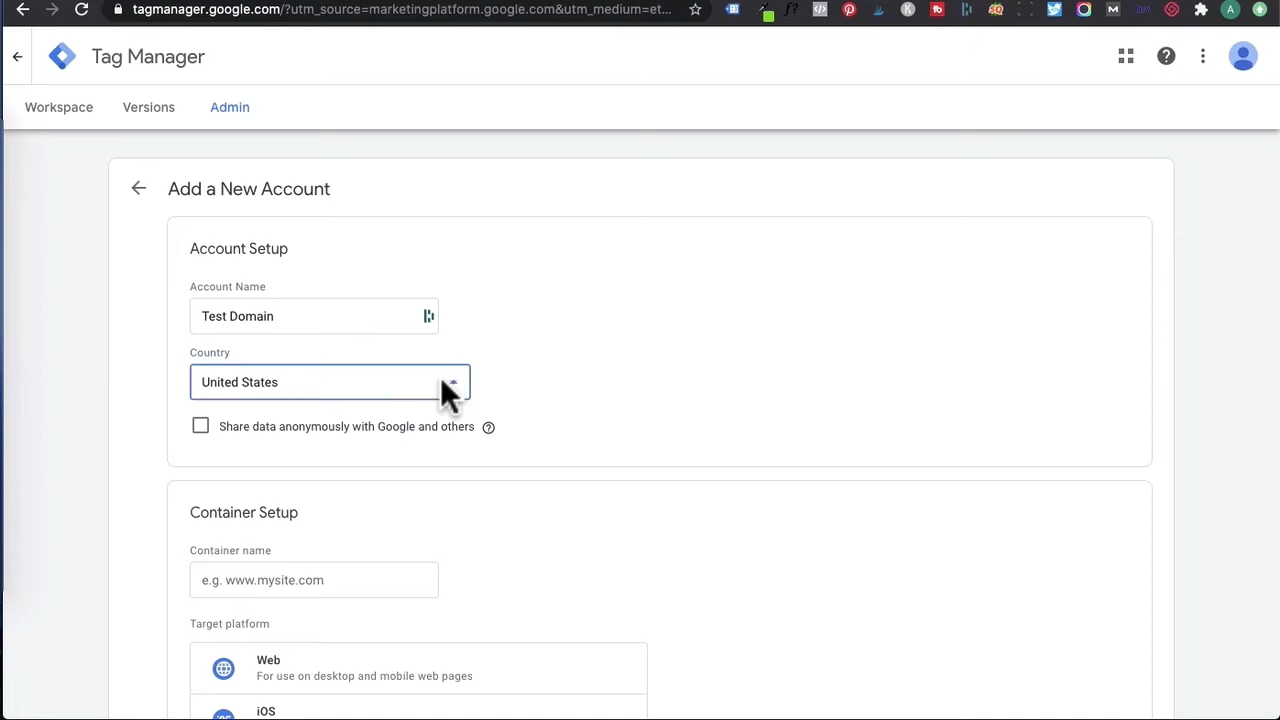 tagmanager.google.com/?utm_source=marketingplatform.google.com&utm_medium=et...
Tag Manager
Workspace Versions Admin
Add a New Account
Account Setup
Account Name
Test Domain
Country
United States
Share data anonymously with Google and others
Container Setup
Container name
e.g. www.mysite.com
Target platform
Web
For use on desktop and mobile web pages
iOS